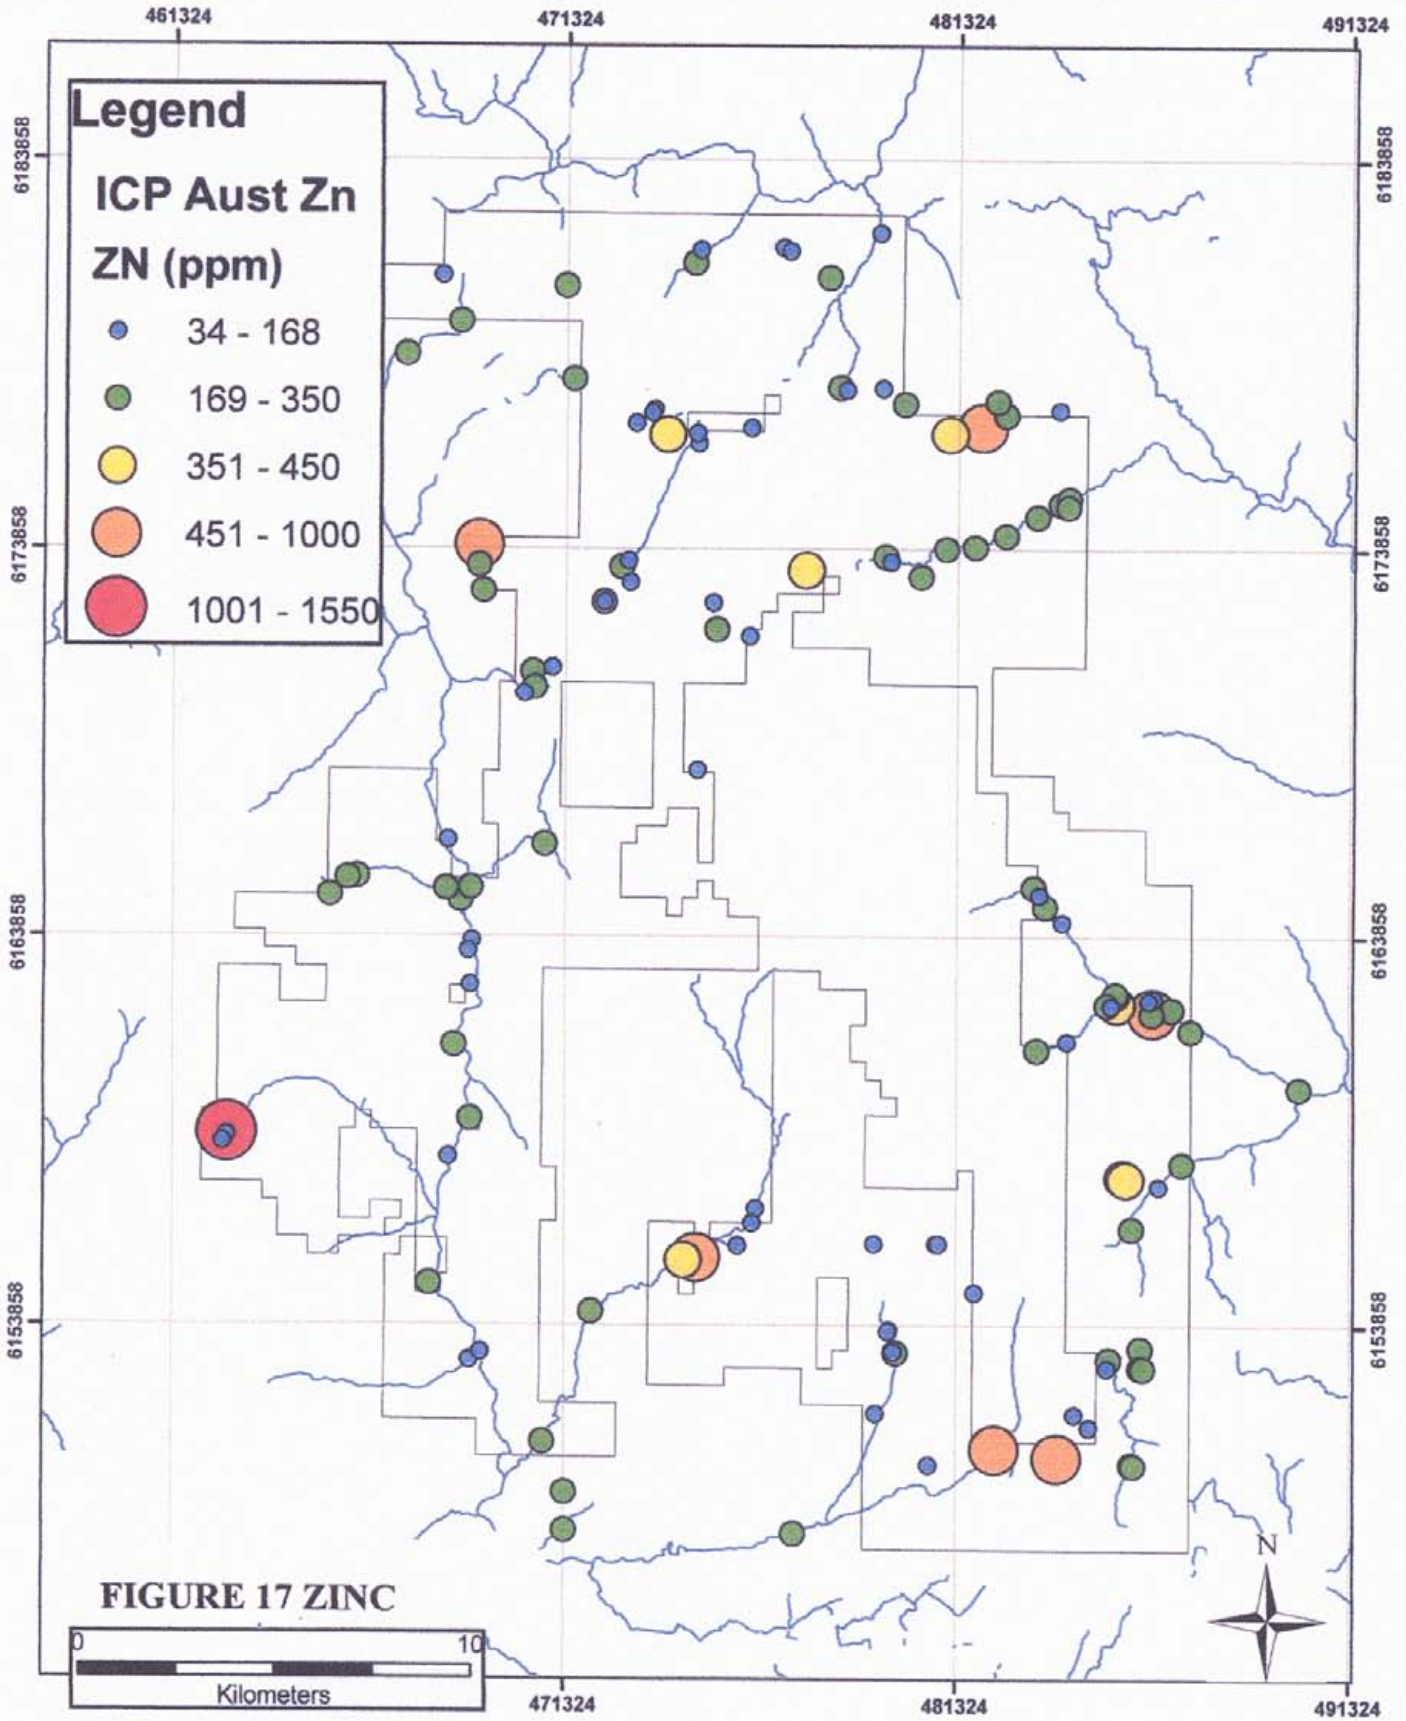 461324 471324 481324 491324
Legend
ICP Aust Zn
ZN (ppm)
34 - 168
169 - 350
351 - 450
451 - 1000
1001 - 1550
6183858 6183858
6173858 6173858
6163858 6163858
6153858 6153858
N
FIGURE 17 ZINC
0 10
Kilometers
471324 481324 491324